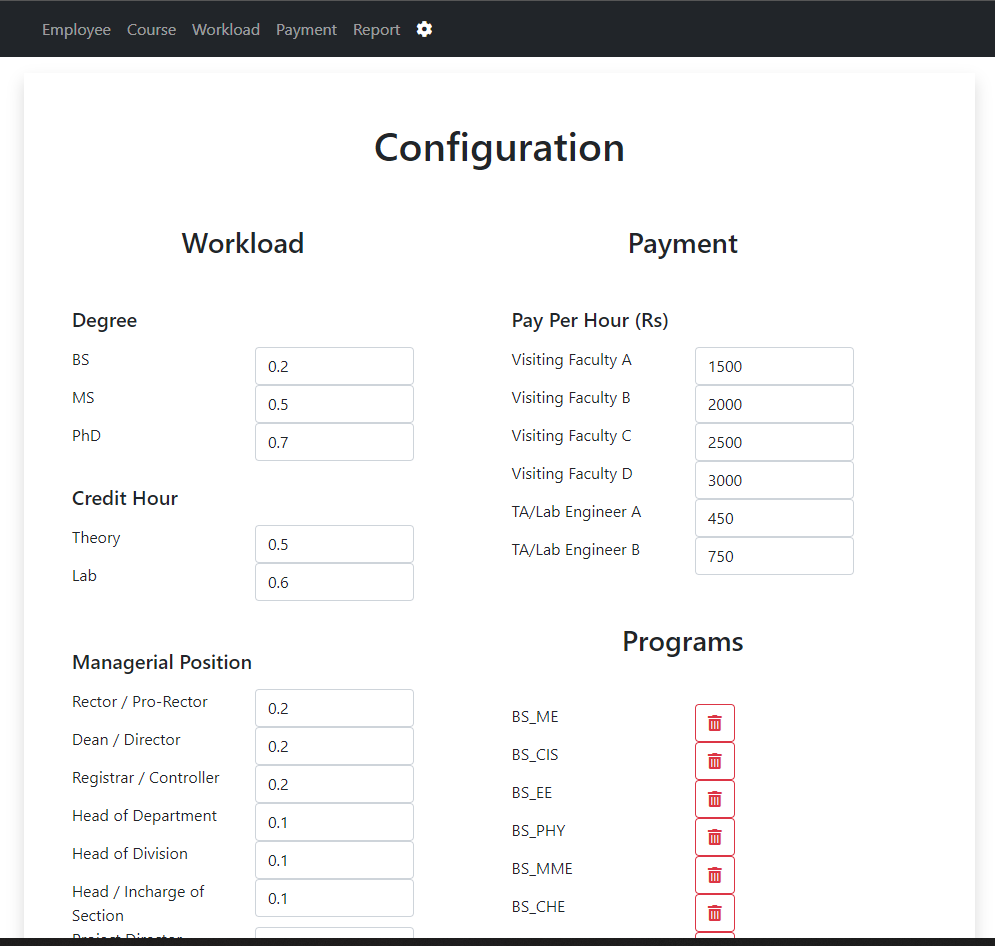 Employee Course Workload Payment Report
Configuration
Workload
Degree
BS 0.2
MS 0.5
PhD 0.7
Credit Hour
Theory 0.5
Lab 0.6
Managerial Position
Rector / Pro-Rector 0.2
Dean / Director 0.2
Registrar / Controller 0.2
Head of Department 0.1
Head of Division 0.1
Head / Incharge of 0.1
Section
Project Director
Payment
Pay Per Hour (Rs)
Visiting Faculty A 1500
Visiting Faculty B 2000
Visiting Faculty C 2500
Visiting Faculty D 3000
TA/Lab Engineer A 450
TA/Lab Engineer B 750
Programs
BS_ME
BS_CIS
BS_EE
BS_PHY
BS_MME
BS_CHE